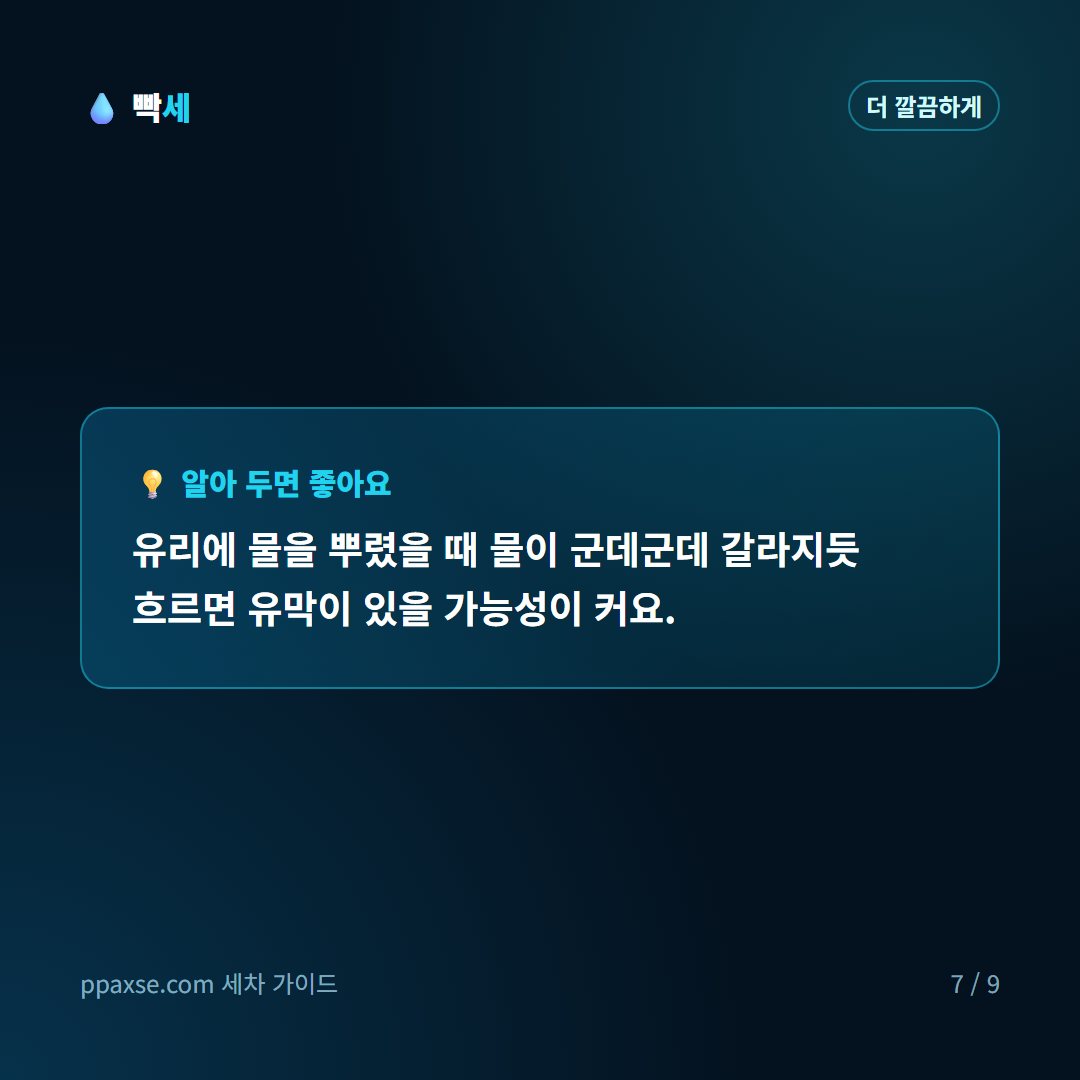 💧 빡세
더 깔끔하게
💡 알아 두면 좋아요
유리에 물을 뿌렸을 때 물이 군데군데 갈라지듯
흐르면 유막이 있을 가능성이 커요.
ppaxse.com 세차 가이드
7 / 9